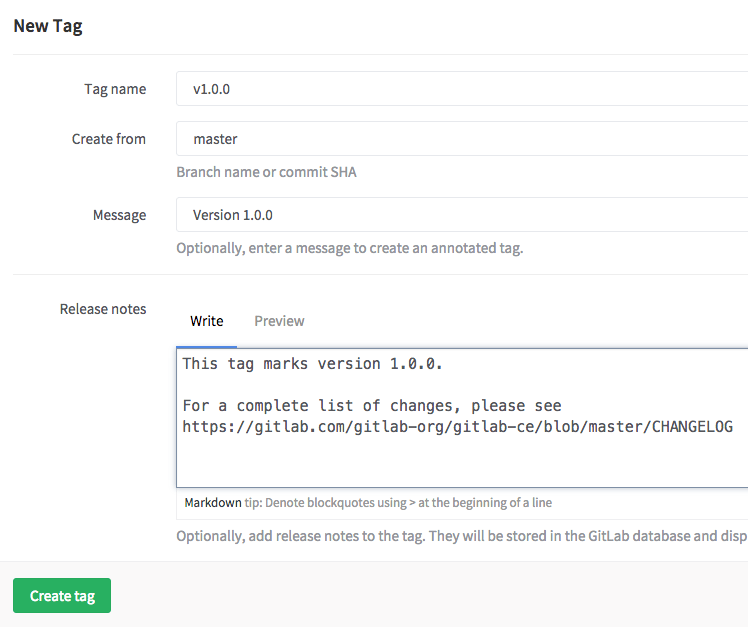 New Tag
Tag name
v1.0.0
Create from
master
Branch name or commit SHA
Message
Version 1.0.0
Optionally, enter a message to create an annotated tag.
Release notes
Write Preview
This tag marks version 1.0.0.
For a complete list of changes, please see
https://gitlab.com/gitlab-org/gitlab-ce/blob/master/CHANGELOG
Markdown tip: Denote blockquotes using > at the beginning of a line
Optionally, add release notes to the tag. They will be stored in the GitLab database and disp
Create tag